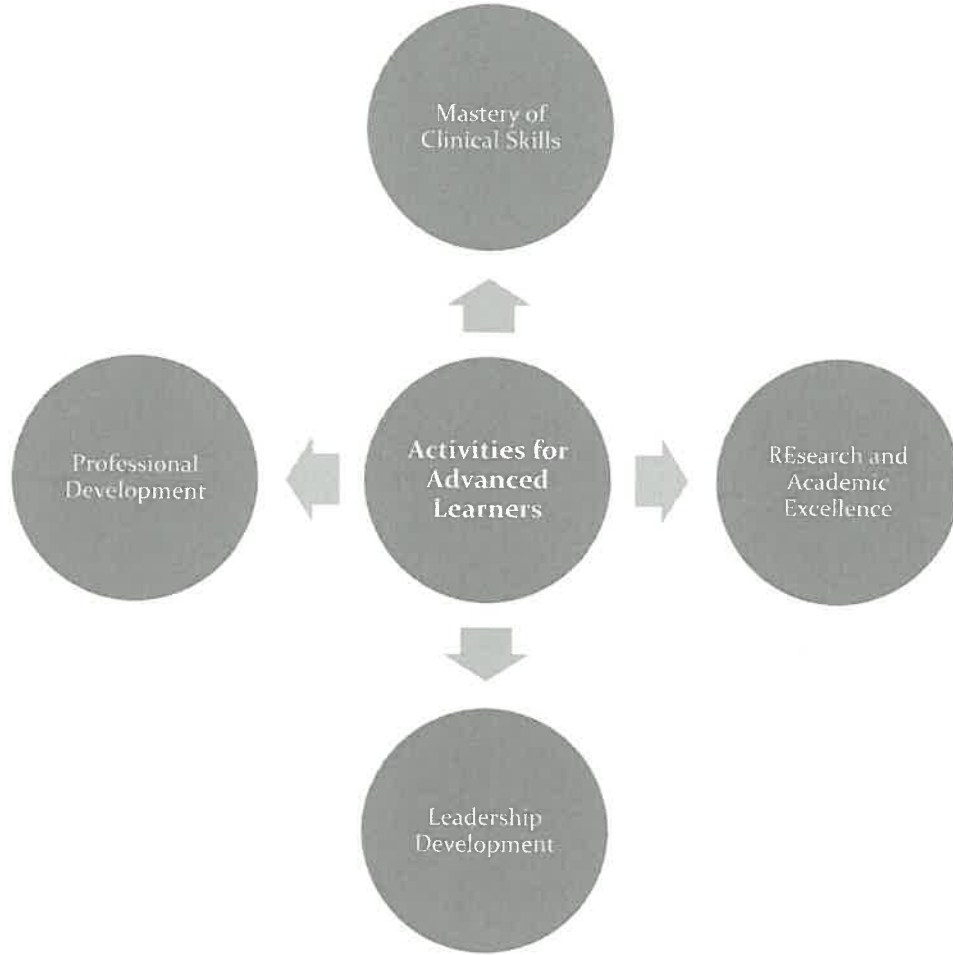 Mastery of
Clinical Skills
Professional
Development
Activities for
Advanced
Learners
REsearch and
Academic
Excellence
Leadership
Development